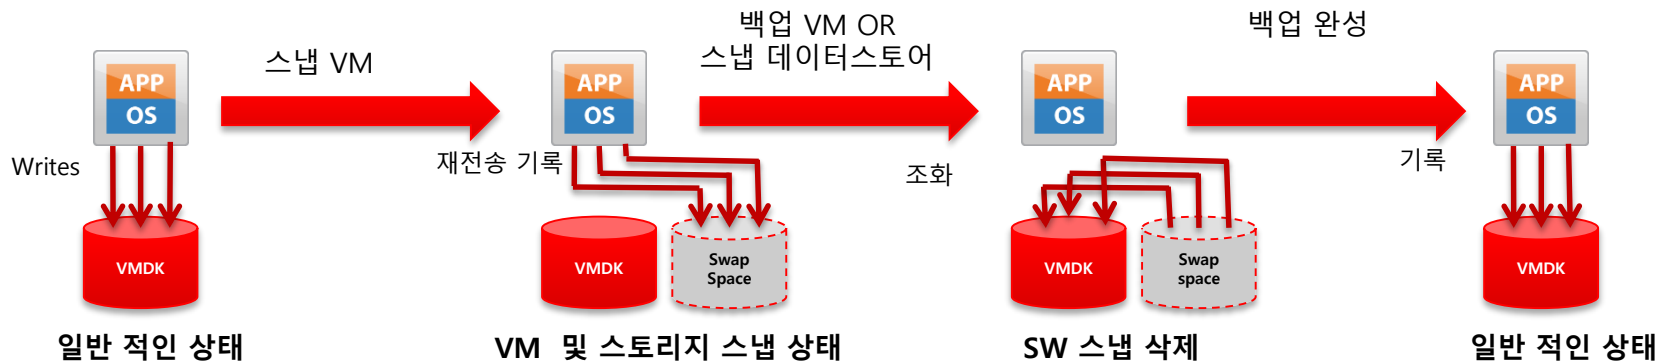 백업 VM OR
스냅 데이터스토어
백업 완성
스냅 VM
APP
OS
APP
OS
APP
OS
APP
OS
Writes
재전송 기록
조화
기록
VMDK
VMDK
Swap
Space
VMDK
Swap
space
VMDK
일반 적인 상태
VM 및 스토리지 스냅 상태
SW 스냅 삭제
일반 적인 상태